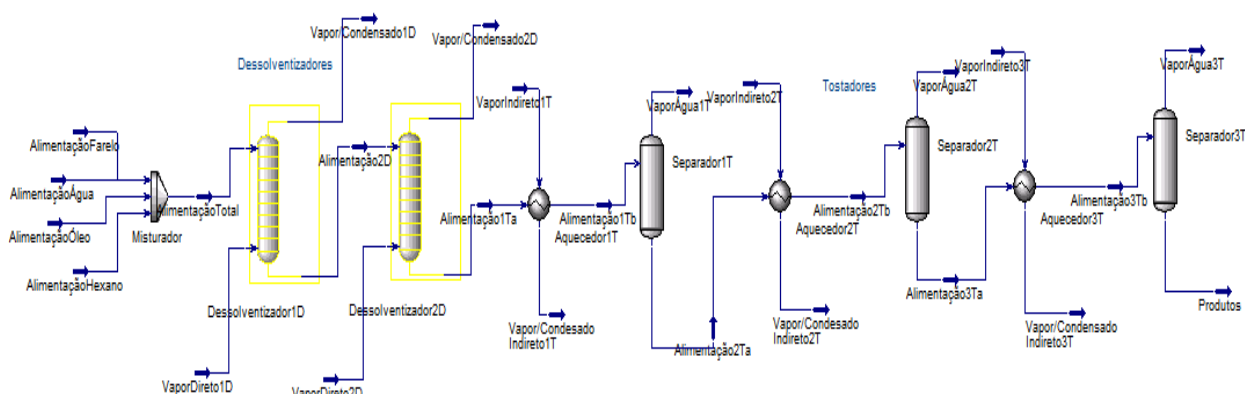 Vapor/Condensado1D
Vapor/Condensado2D
Dessolventizadores
VaporIndireto1T
VaporÁgua1T
VaporIndireto2T
Tostadores
VaporÁgua2T
VaporIndireto3T
VaporÁgua3T
AlimentaçãoFarelo
AlimentaçãoÁgua
AlimentaçãoÓleo
AlimentaçãoHexano
Misturador
AlimentaçãoTotal
Alimentação2D
Alimentação1Ta
Alimentação1Tb
Aquecedor1T
Separador1T
Alimentação2Tb
Aquecedor2T
Separador2T
Alimentação3Tb
Aquecedor3T
Separador3T
Dessolventizador1D
Dessolventizador2D
Vapor/Condesado
Indireto1T
Alimentação2Ta
Vapor/Condesado
Indireto2T
Alimentação3Ta
Vapor/Condensado
Indireto3T
Produtos
VaporDireto1D
VaporDireto2D